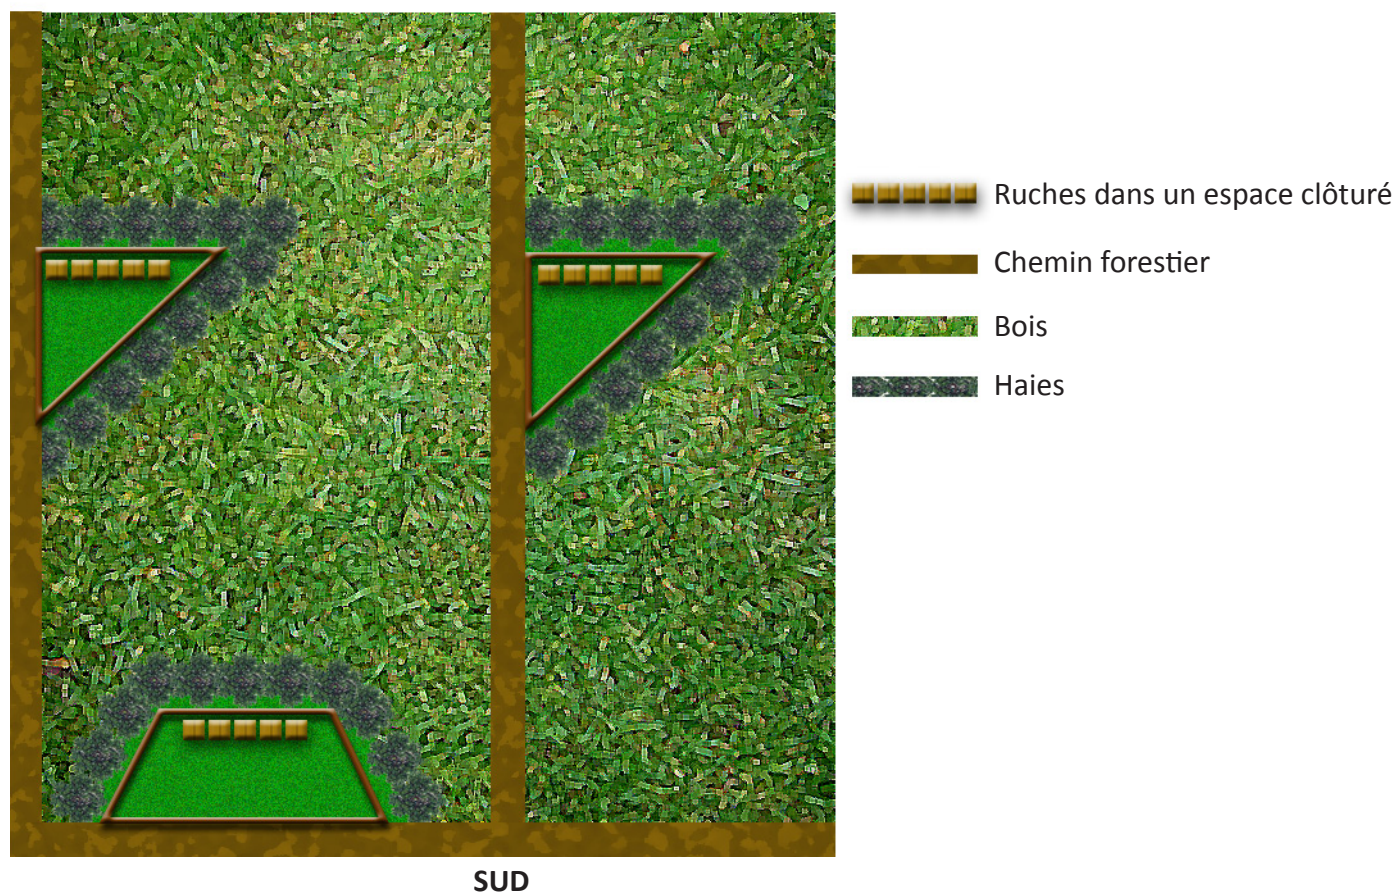 Ruches dans un espace clôturé
Chemin forestier
Bois
Haies
SUD